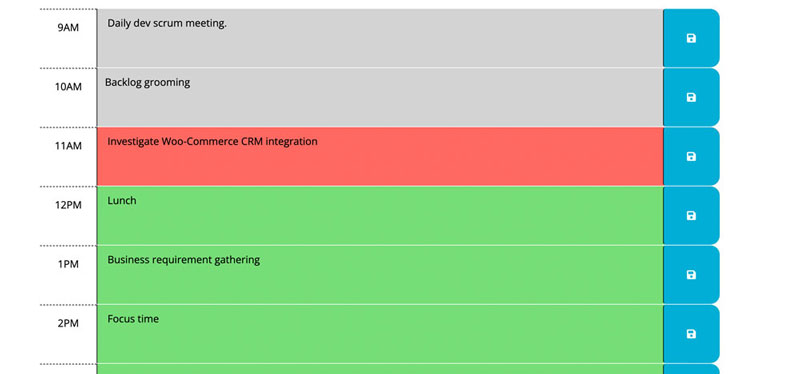 9AM Daily dev scrum meeting.
10AM Backlog grooming
11AM Investigate Woo-Commerce CRM integration
12PM Lunch
1PM Business requirement gathering
2PM Focus time